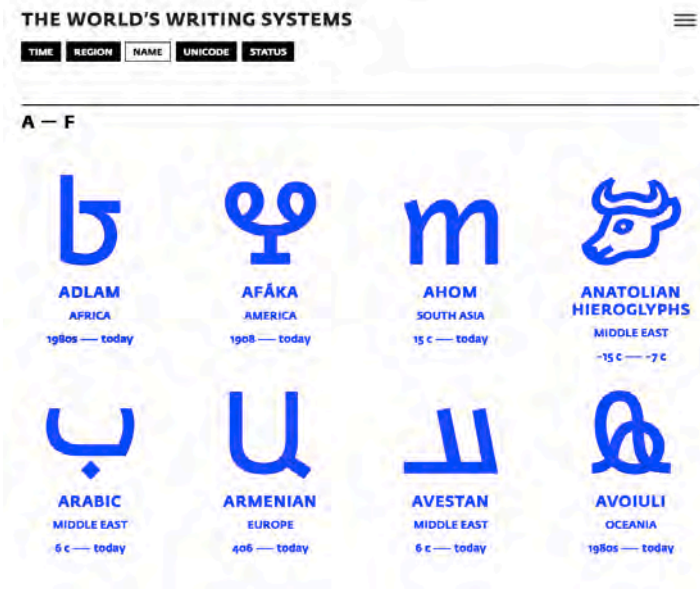 THE WORLD'S WRITING SYSTEMS
TIME REGION NAME UNICODE STATUS
A — F
ADLAM
AFRICA
1980s — today
AFÁKA
AMERICA
1908 — today
AHOM
SOUTH ASIA
15 c — today
ANATOLIAN
HIEROGLYPHS
MIDDLE EAST
-15 c — -7 c
ب
ARABIC
MIDDLE EAST
6 c — today
Ա
ARMENIAN
EUROPE
406 — today
AVESTAN
MIDDLE EAST
6 c — today
AVOIULI
OCEANIA
1980s — today